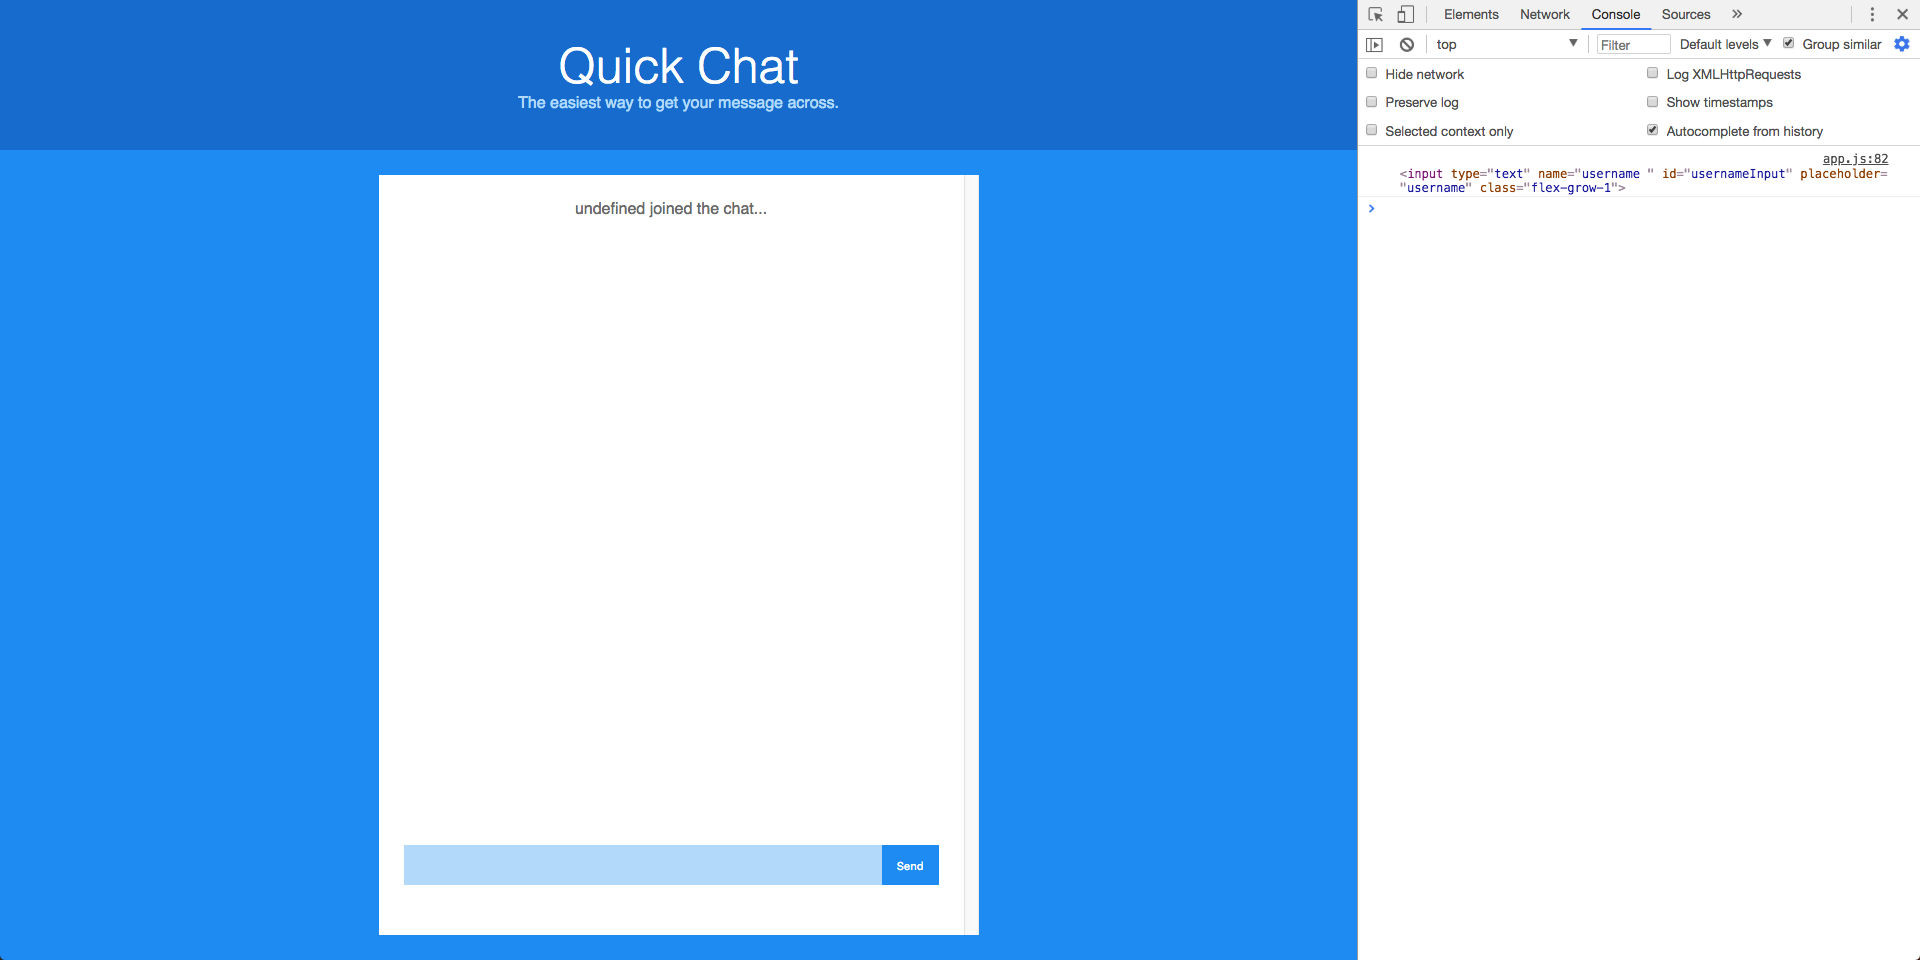 Quick Chat
The easiest way to get your message across.
undefined joined the chat...
Send
Elements Network Console Sources »
top Filter Default levels Group similar
Hide network Log XMLHttpRequests
Preserve log Show timestamps
Selected context only Autocomplete from history
app.js:82
<input type="text" name="username " id="usernameInput" placeholder=
"username" class="flex-grow-1">